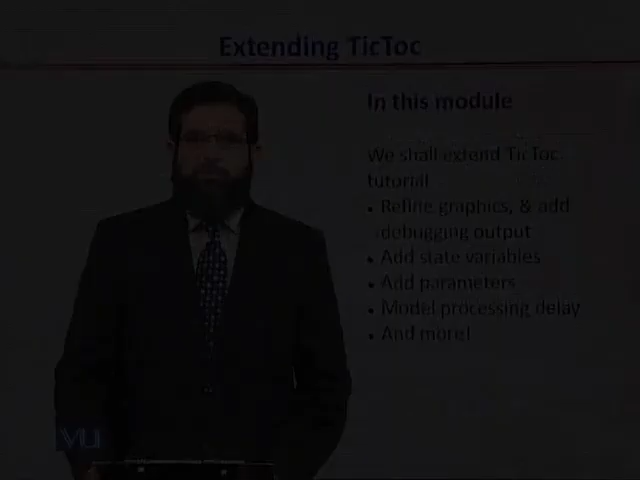 Extending TicToc
In this module
We shall extend TicToc
tutorial
• Refine graphics, & add
debugging output
• Add state variables
• Add parameters
• Model processing delay
• And more!
VU